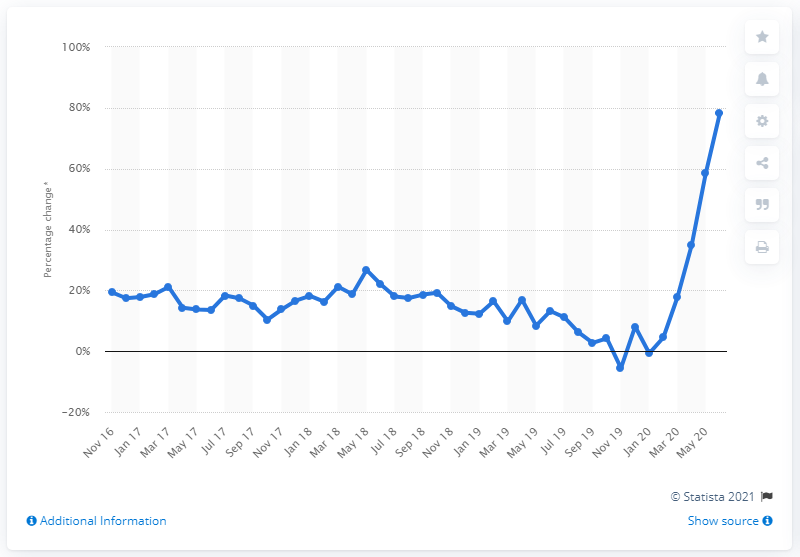 100%
80%
60%
40%
20%
0%
-20%
Percentage change*
Nov 16
Jan 17
Mar 17
May 17
Jul 17
Sep 17
Nov 17
Jan 18
Mar 18
May 18
Jul 18
Sep 18
Nov 18
Jan 19
Mar 19
May 19
Jul 19
Sep 19
Nov 19
Jan 20
Mar 20
May 20
© Statista 2021
Additional Information
Show source